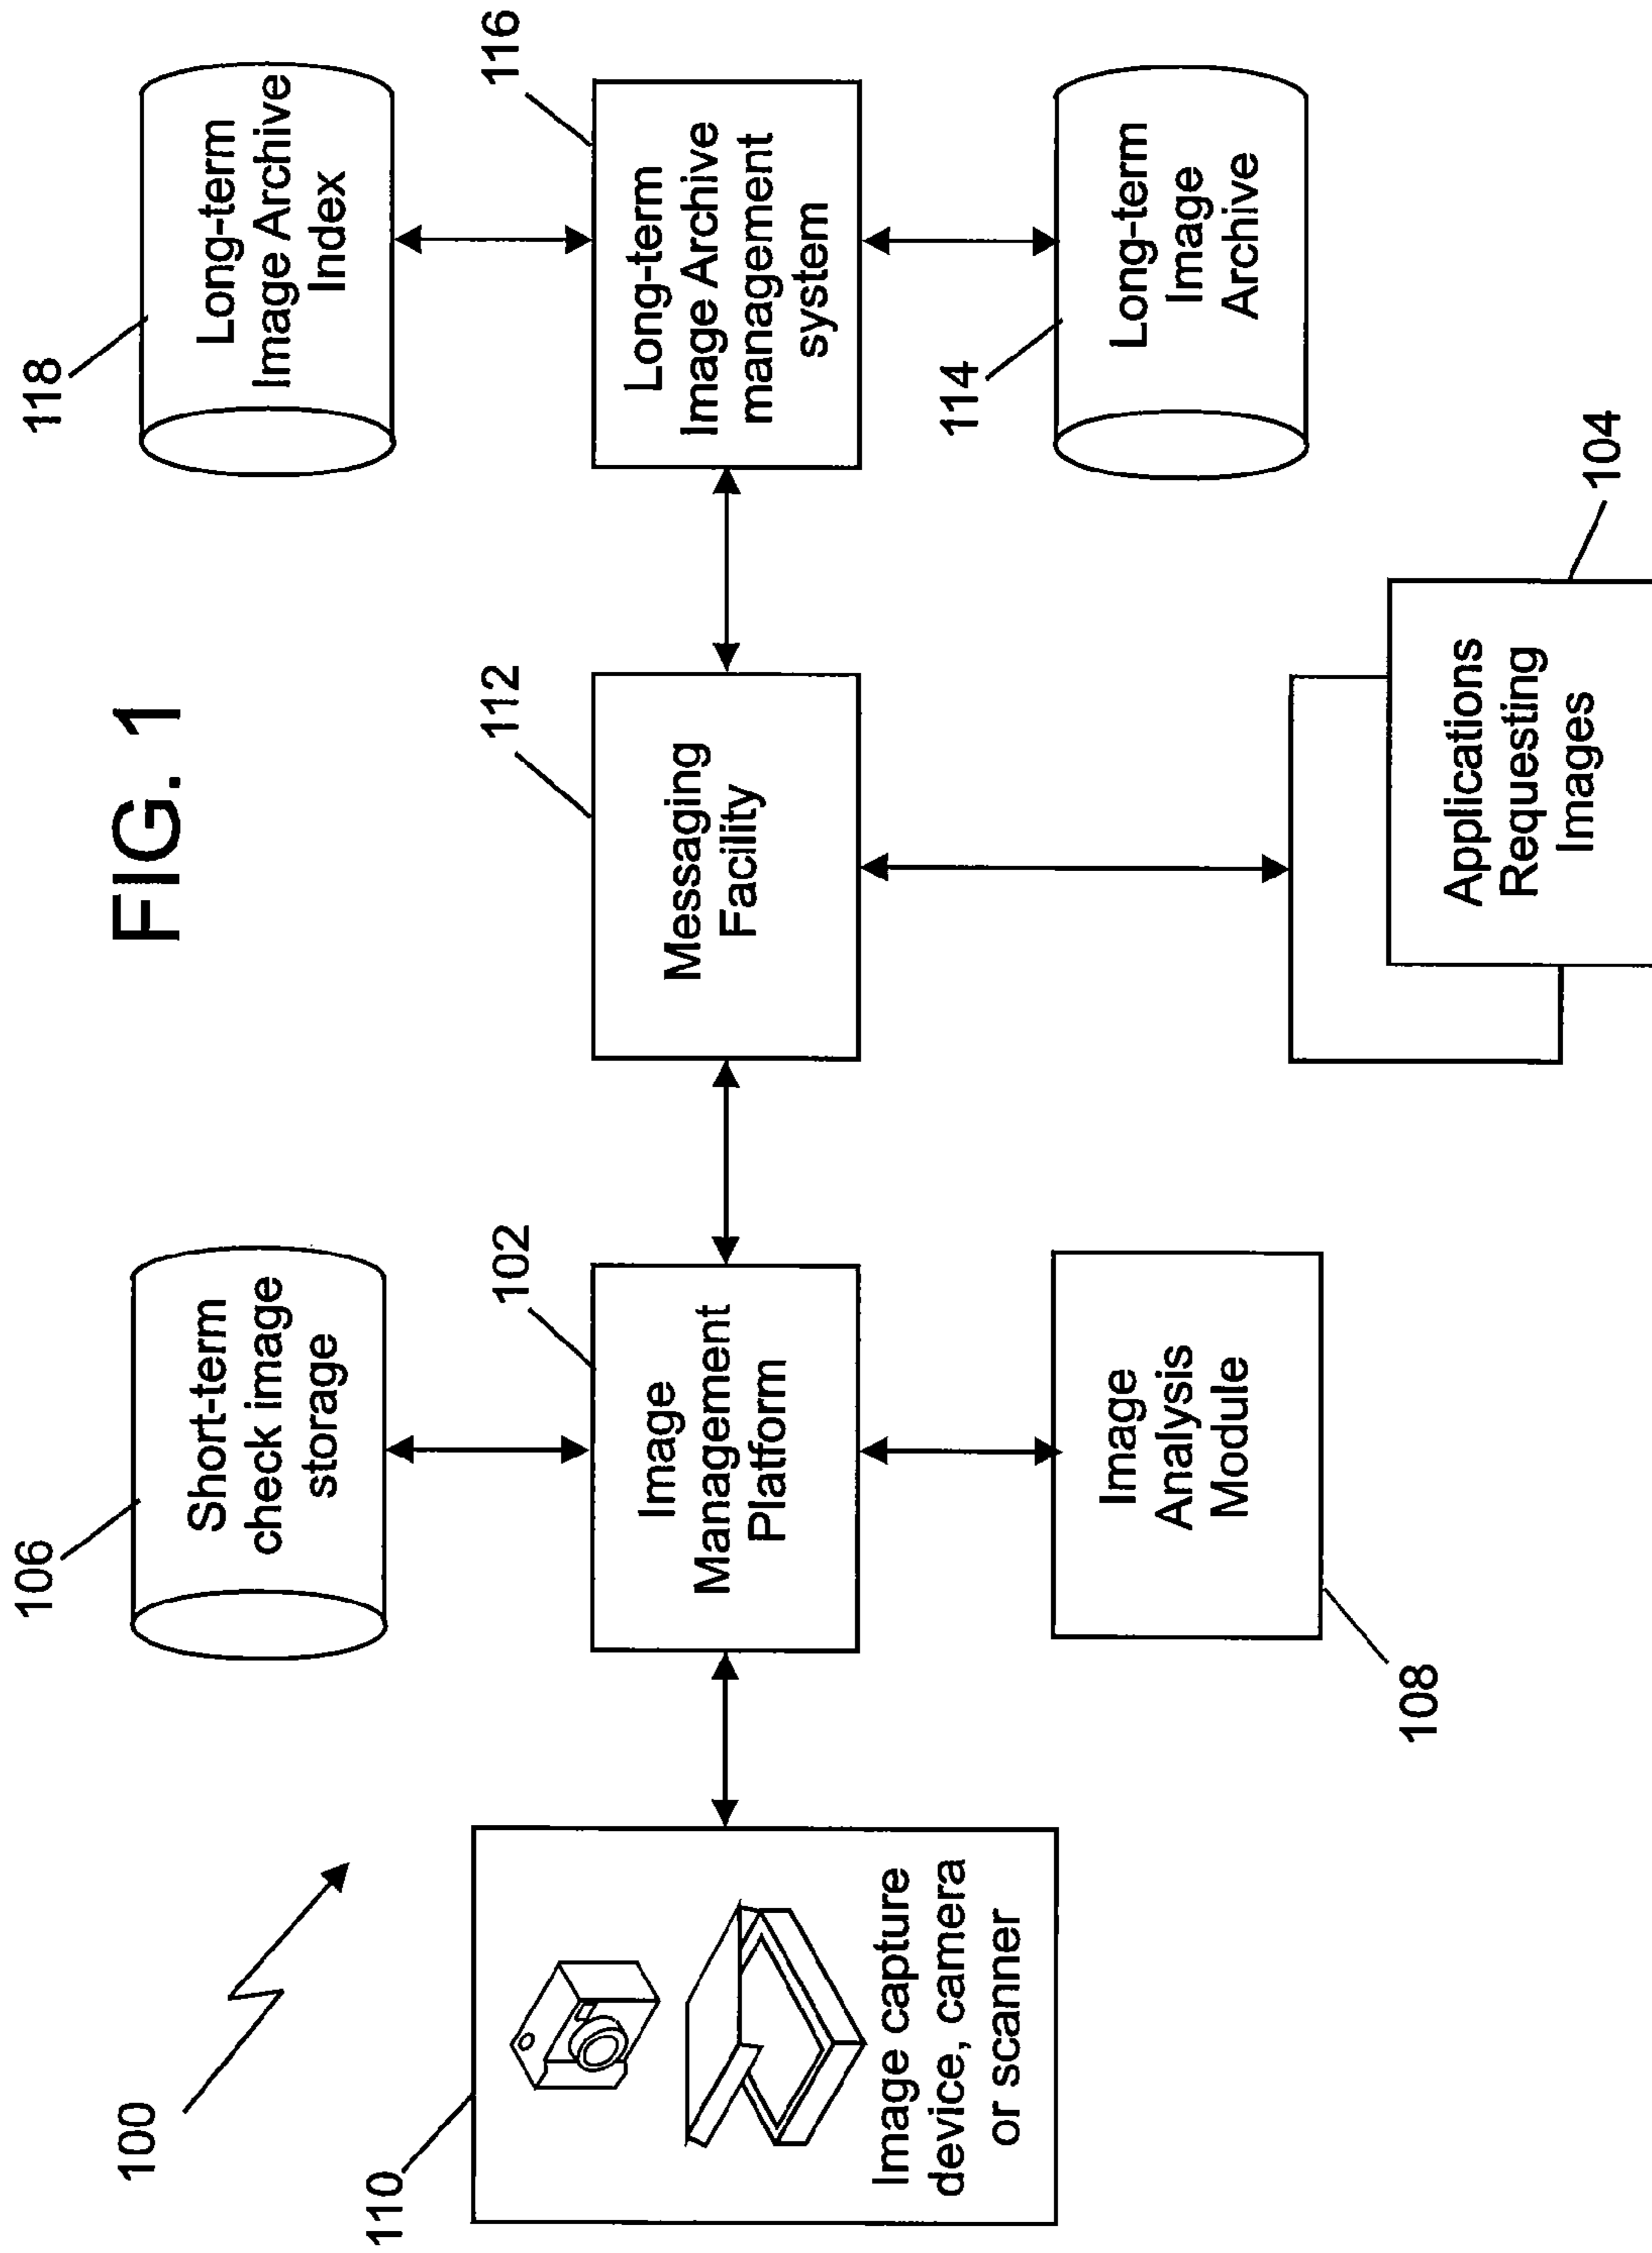 FIG. 1
100
110
Image capture
device, camera
or scanner
106
Short-term
check image
storage
102
Image
Management
Platform
108
Image
Analysis
Module
112
Messaging
Facility
104
Applications
Requesting
Images
118
Long-term
Image Archive
Index
116
Long-term
Image Archive
management
system
114
Long-term
Image
Archive